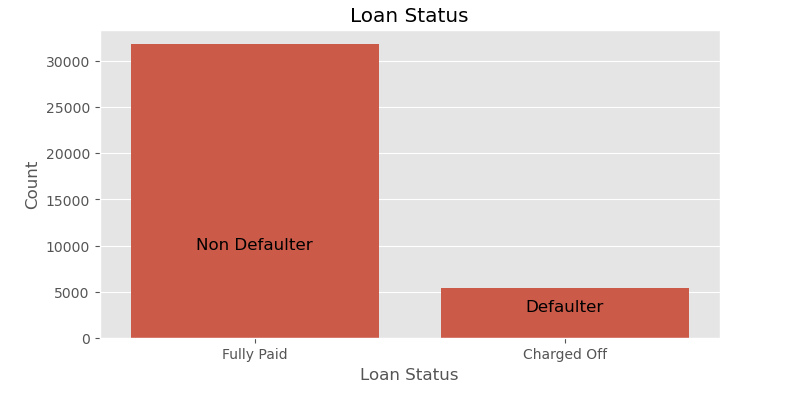 Loan Status
30000
25000
20000
15000
10000
5000
0
Count
Non Defaulter
Defaulter
Fully Paid
Charged Off
Loan Status